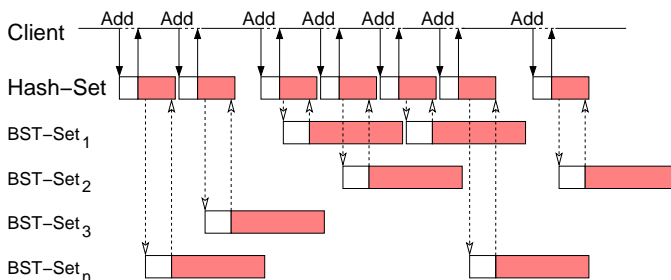 Add Add Add Add Add Add Add
Client
Hash−Set
BST−Set1
BST−Set2
BST−Set3
BST−Setn